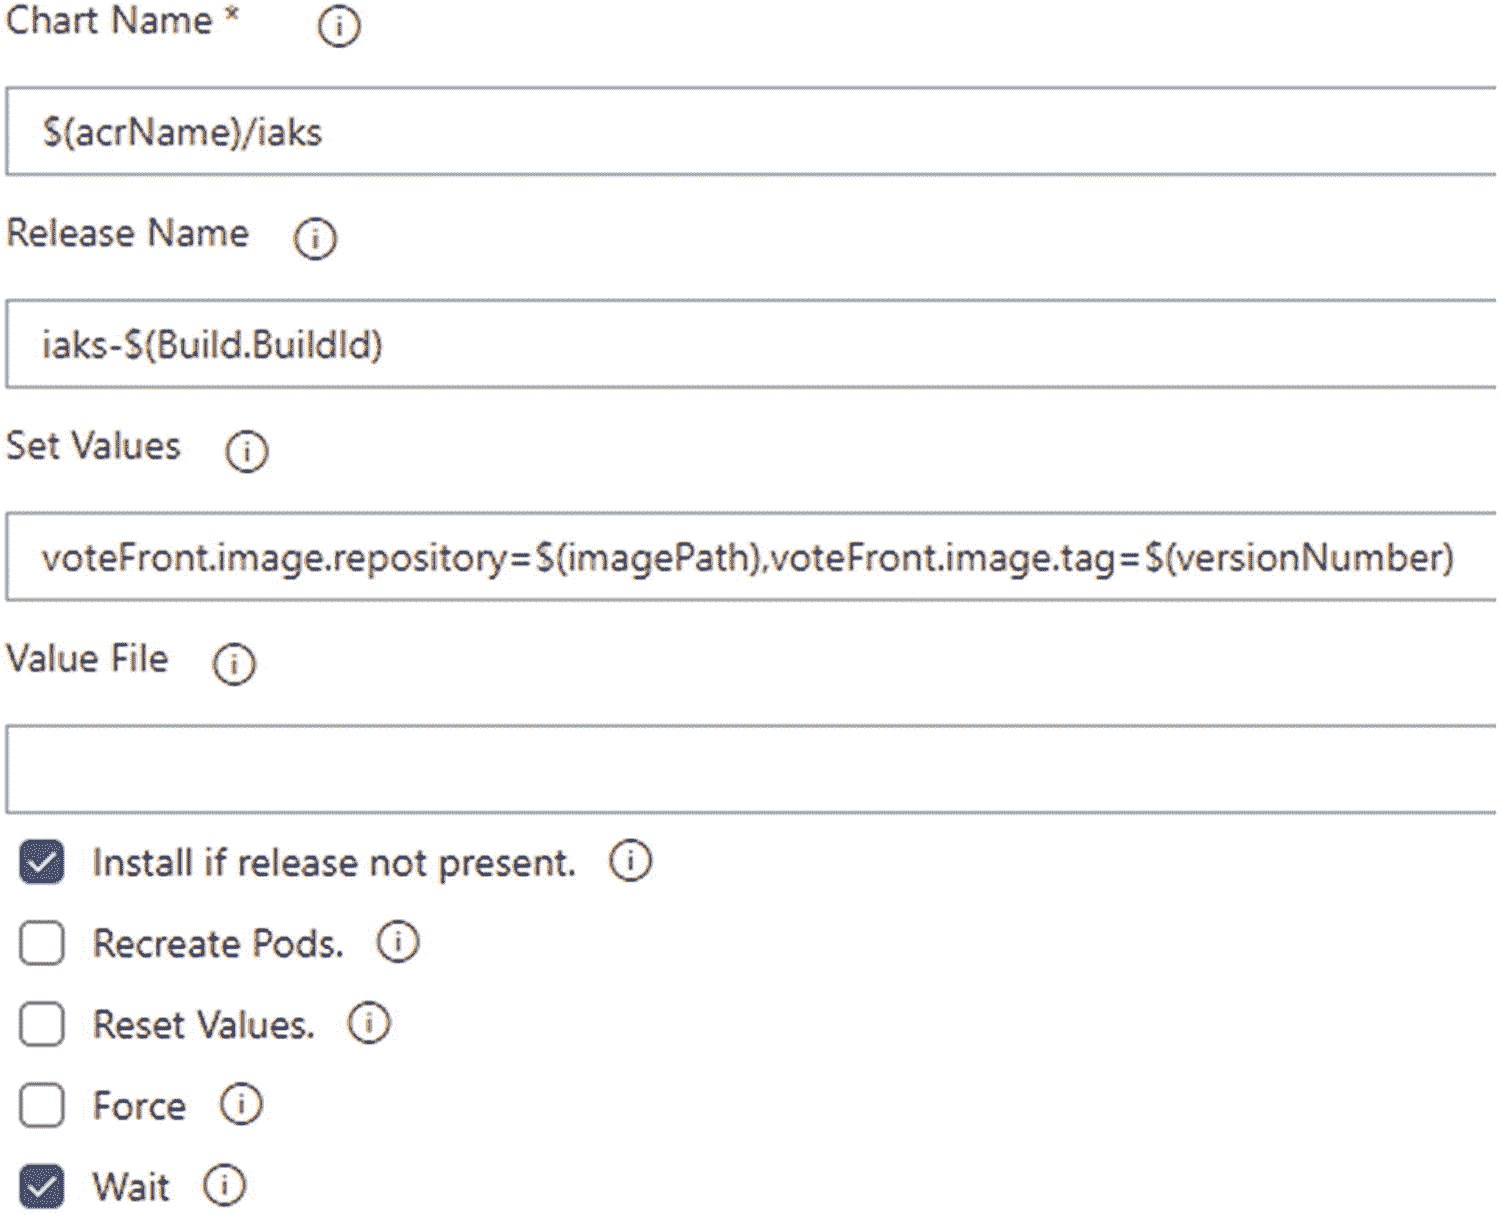 Chart Name *
$(acrName)/iaks
Release Name
iaks-$(Build.BuildId)
Set Values
voteFront.image.repository=$(imagePath),voteFront.image.tag=$(versionNumber)
Value File
Install if release not present.
Recreate Pods.
Reset Values.
Force
Wait